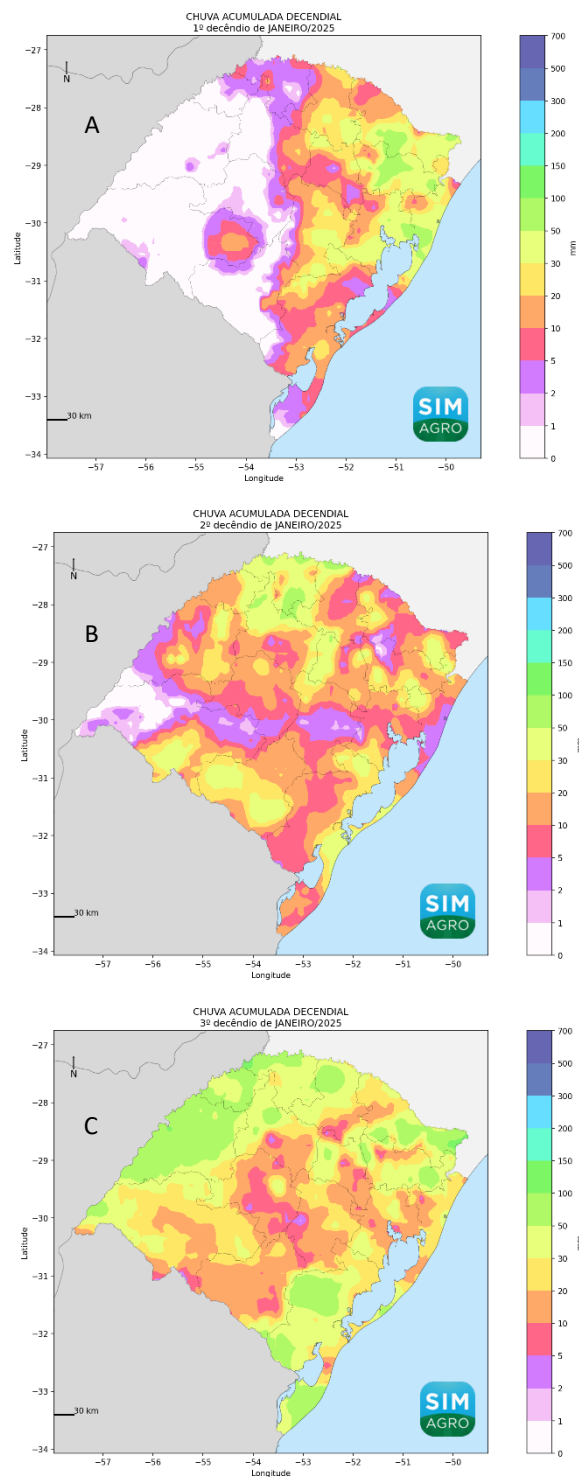 CHUVA ACUMULADA DECENDIAL
1º decêndio de JANEIRO/2025
A
N
Latitude
−27
−28
−29
−30
−31
−32
−33
−34
30 km
−57 −56 −55 −54 −53 −52 −51 −50
Longitude
SIM
AGRO
700
500
300
200
150
100
50
30
20
10
5
2
1
0
mm
CHUVA ACUMULADA DECENDIAL
2º decêndio de JANEIRO/2025
B
N
Latitude
−27
−28
−29
−30
−31
−32
−33
−34
30 km
−57 −56 −55 −54 −53 −52 −51 −50
Longitude
SIM
AGRO
700
500
300
200
150
100
50
30
20
10
5
2
1
0
mm
CHUVA ACUMULADA DECENDIAL
3º decêndio de JANEIRO/2025
C
N
Latitude
−27
−28
−29
−30
−31
−32
−33
−34
30 km
−57 −56 −55 −54 −53 −52 −51 −50
Longitude
SIM
AGRO
700
500
300
200
150
100
50
30
20
10
5
2
1
0
mm